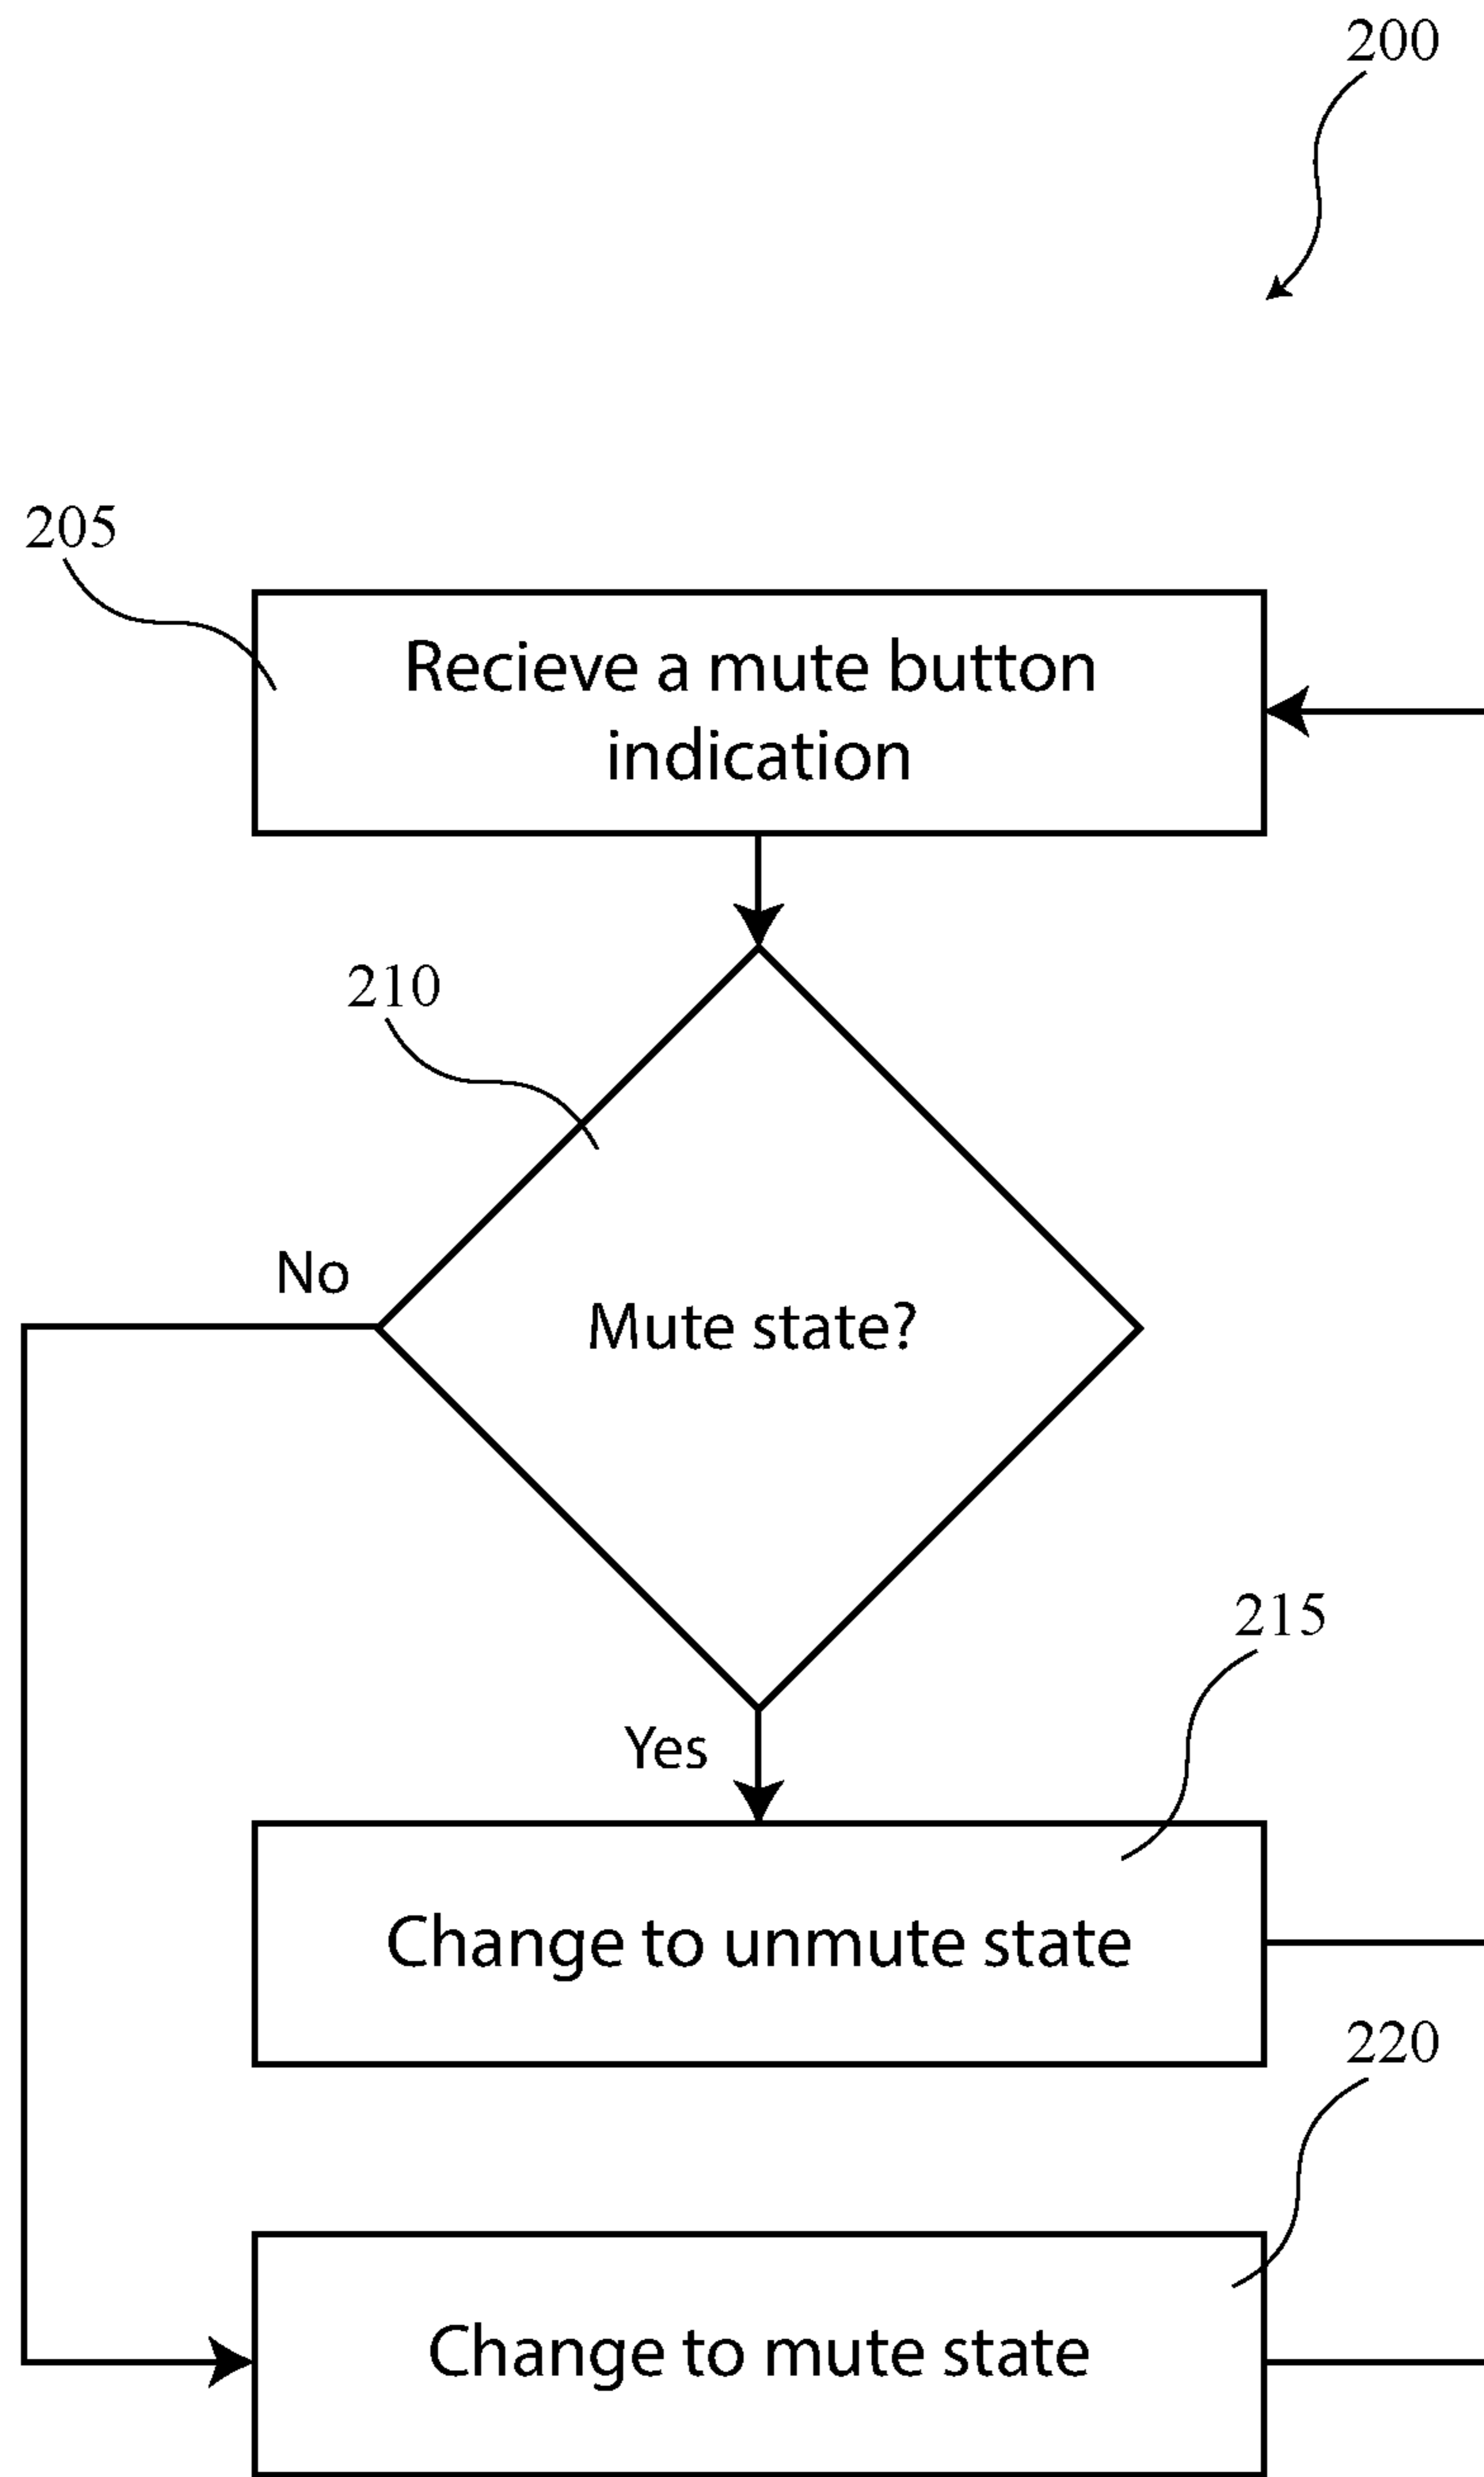 200
205
Recieve a mute button
indication
210
No
Mute state?
215
Yes
Change to unmute state
220
Change to mute state